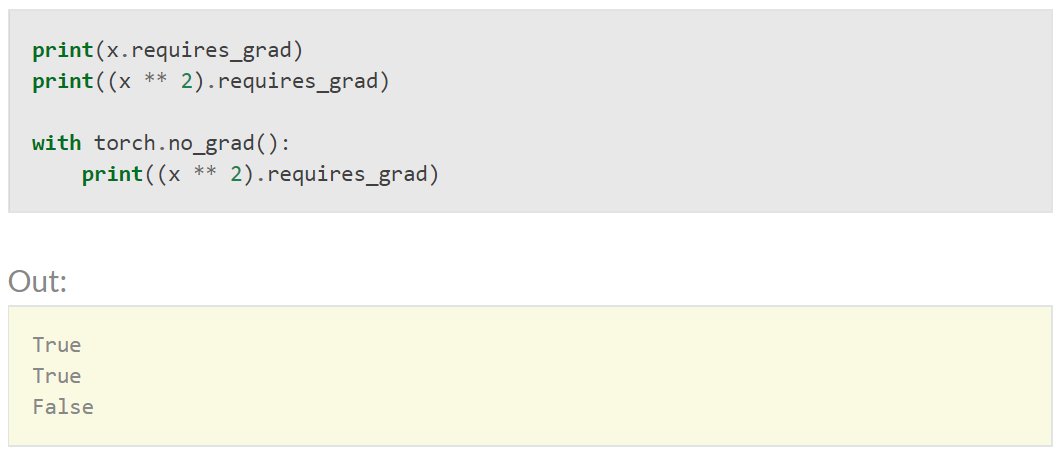 print(x.requires_grad)
print((x ** 2).requires_grad)
with torch.no_grad():
    print((x ** 2).requires_grad)
Out:
True
True
False